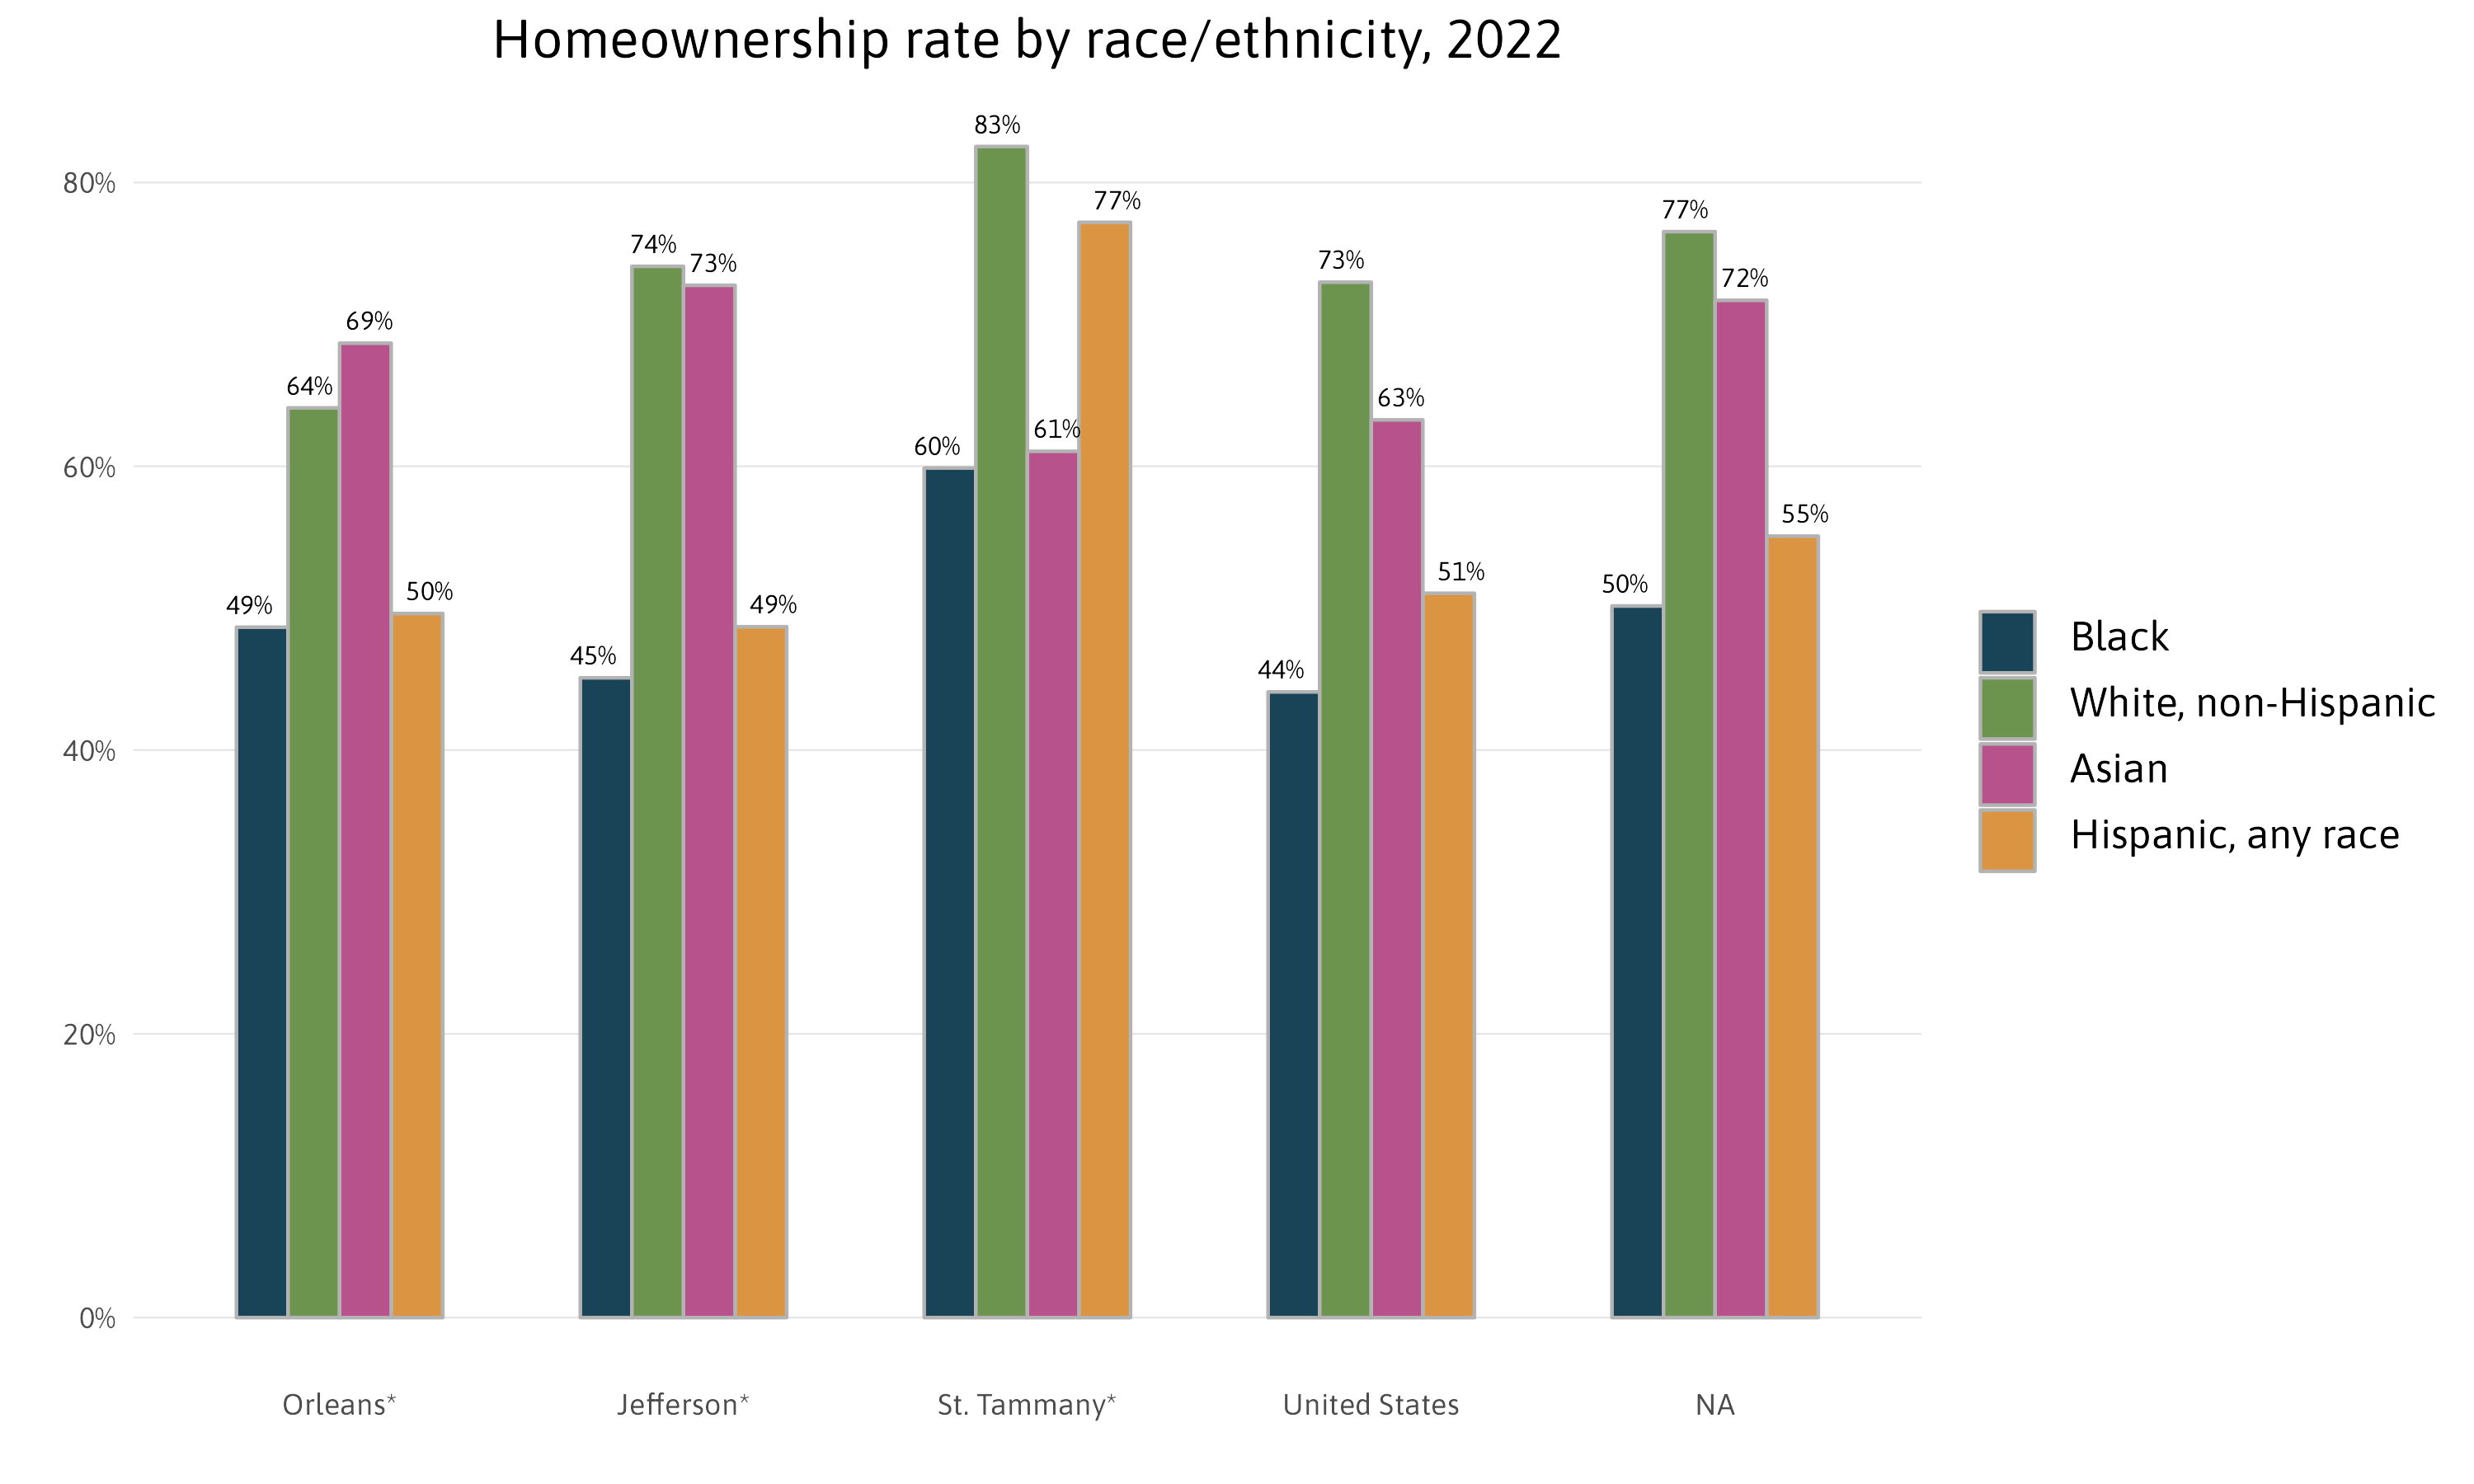 Homeownership rate by race/ethnicity, 2022
83%
80%
77%
77%
74%
73%
73%
72%
69%
64%
63%
61%
60%
60%
55%
51%
50%
50%
49%
49%
45%
44%
40%
20%
0%
Black
White, non-Hispanic
Asian
Hispanic, any race
Orleans*
Jefferson*
St. Tammany*
United States
NA